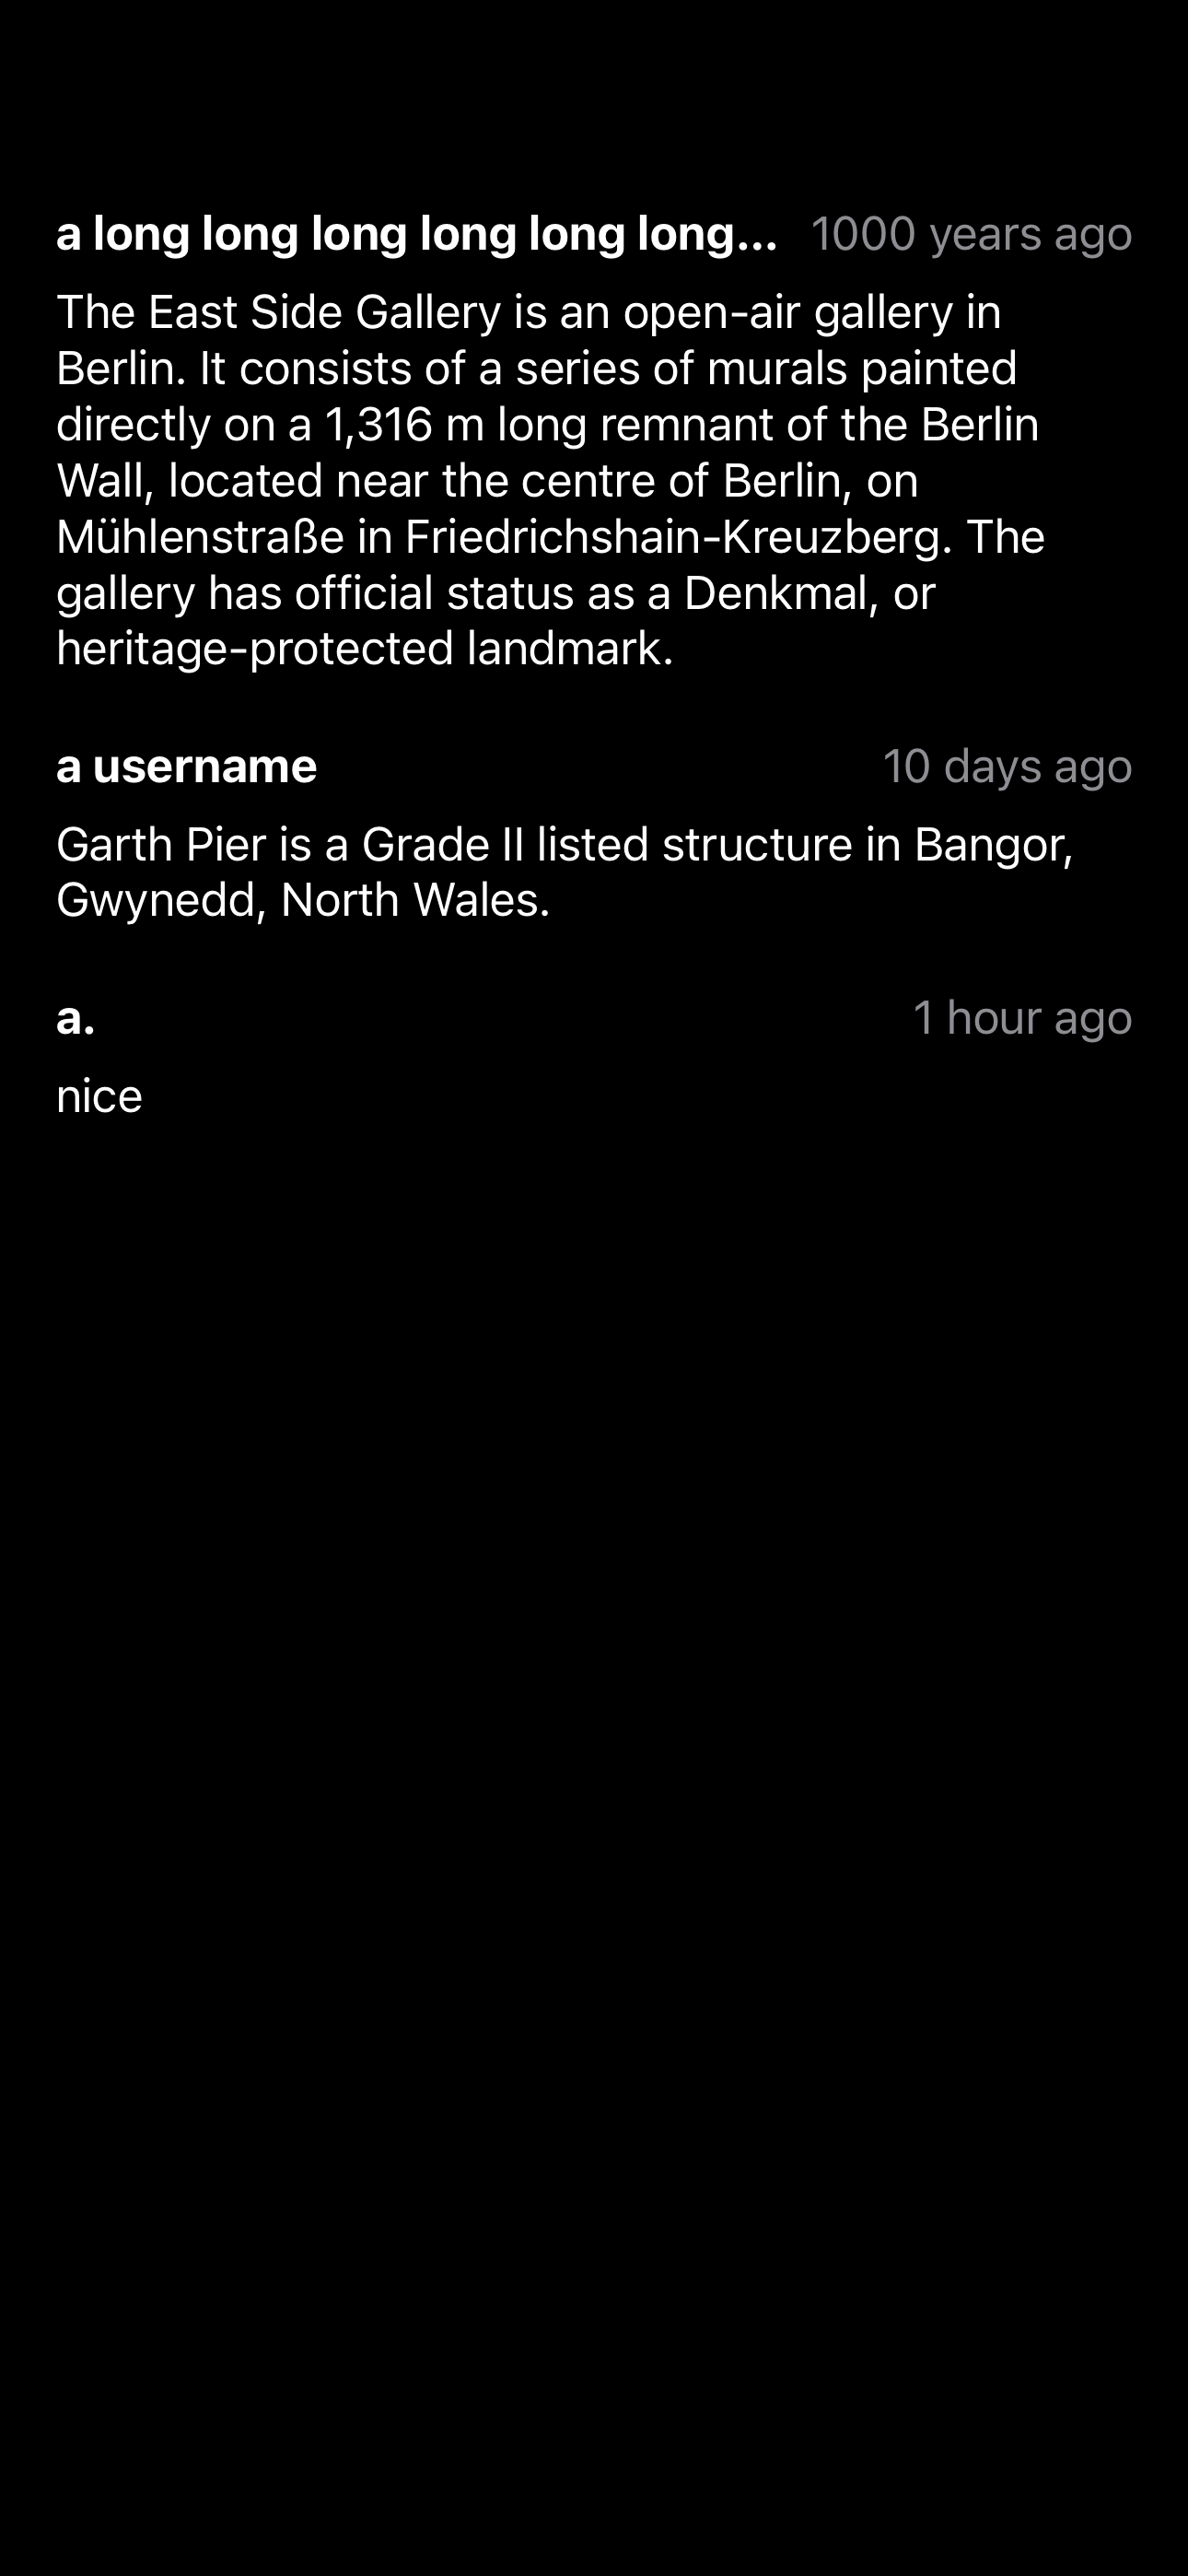 a long long long long long long... 1000 years ago
The East Side Gallery is an open-air gallery in
Berlin. It consists of a series of murals painted
directly on a 1,316 m long remnant of the Berlin
Wall, located near the centre of Berlin, on
Mühlenstraße in Friedrichshain-Kreuzberg. The
gallery has official status as a Denkmal, or
heritage-protected landmark.
a username 10 days ago
Garth Pier is a Grade II listed structure in Bangor,
Gwynedd, North Wales.
a. 1 hour ago
nice